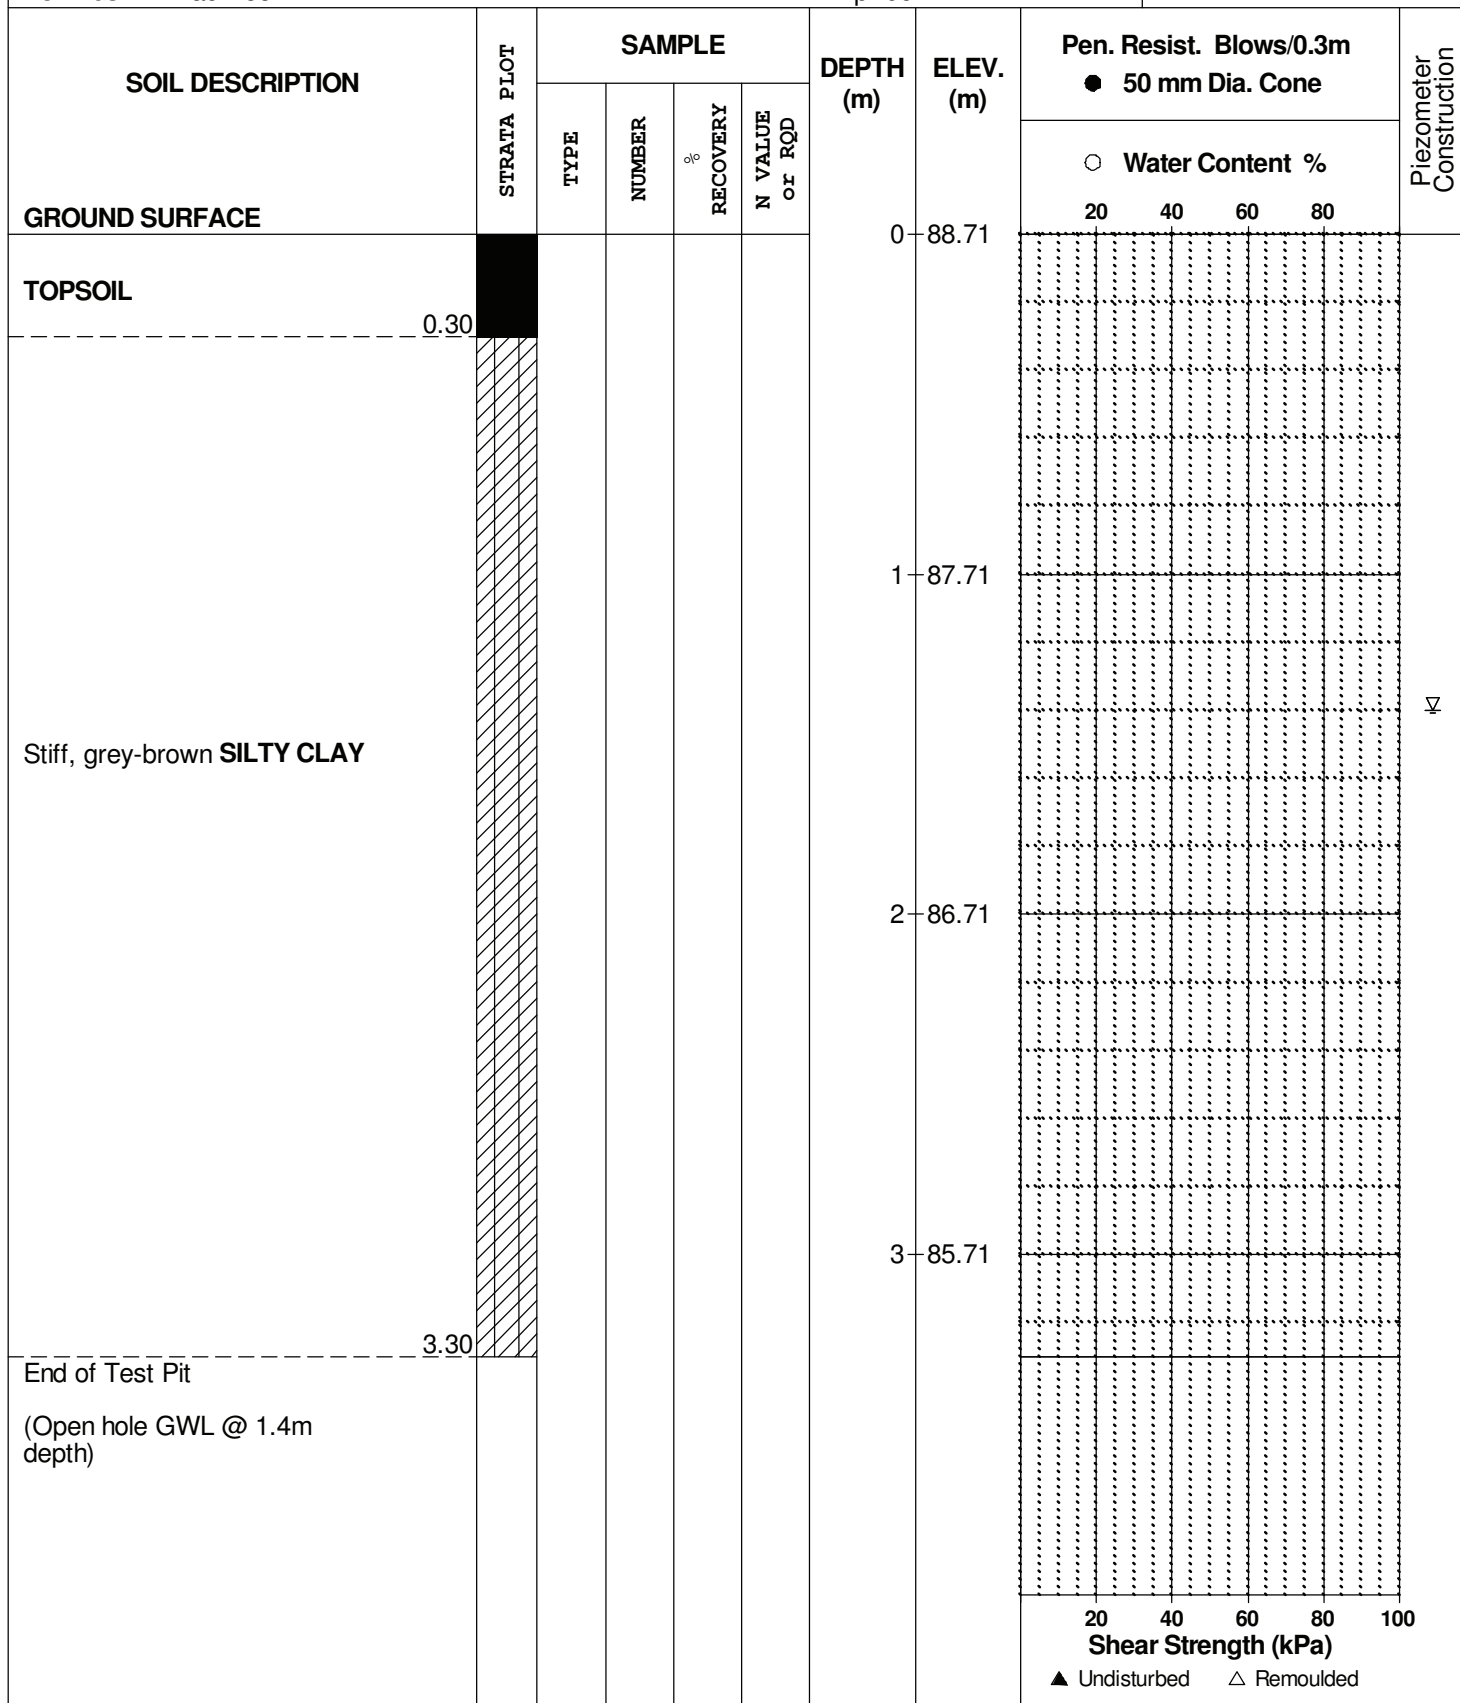 SOIL DESCRIPTION
GROUND SURFACE
STRATA PLOT
SAMPLE
TYPE
NUMBER
%
RECOVERY
N VALUE
or RQD
DEPTH
(m)
ELEV.
(m)
Pen. Resist. Blows/0.3m
● 50 mm Dia. Cone
○ Water Content %
20 40 60 80
Piezometer
Construction
0 88.71
TOPSOIL
0.30
1 87.71
Stiff, grey-brown SILTY CLAY
2 86.71
3 85.71
3.30
End of Test Pit
(Open hole GWL @ 1.4m
depth)
20 40 60 80 100
Shear Strength (kPa)
▲ Undisturbed △ Remoulded